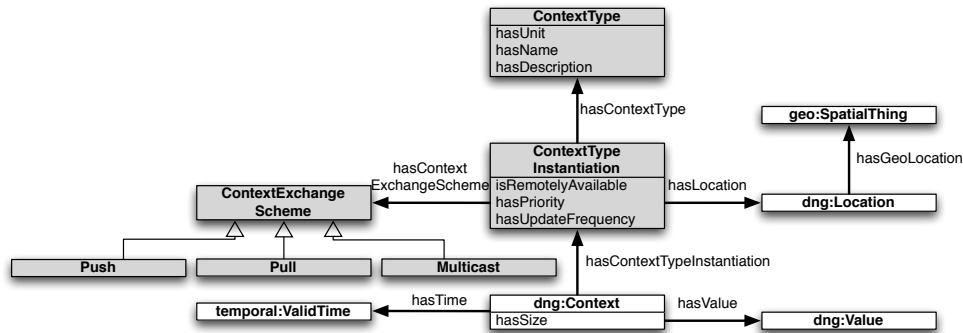 ContextType
hasUnit
hasName
hasDescription
hasContextType
geo:SpatialThing
hasGeoLocation
ContextType
Instantiation
isRemotelyAvailable
hasPriority
hasUpdateFrequency
hasContext
ExchangeScheme
hasLocation
ContextExchange
Scheme
dng:Location
Push
Pull
Multicast
hasContextTypeInstantiation
temporal:ValidTime
hasTime
dng:Context
hasSize
hasValue
dng:Value